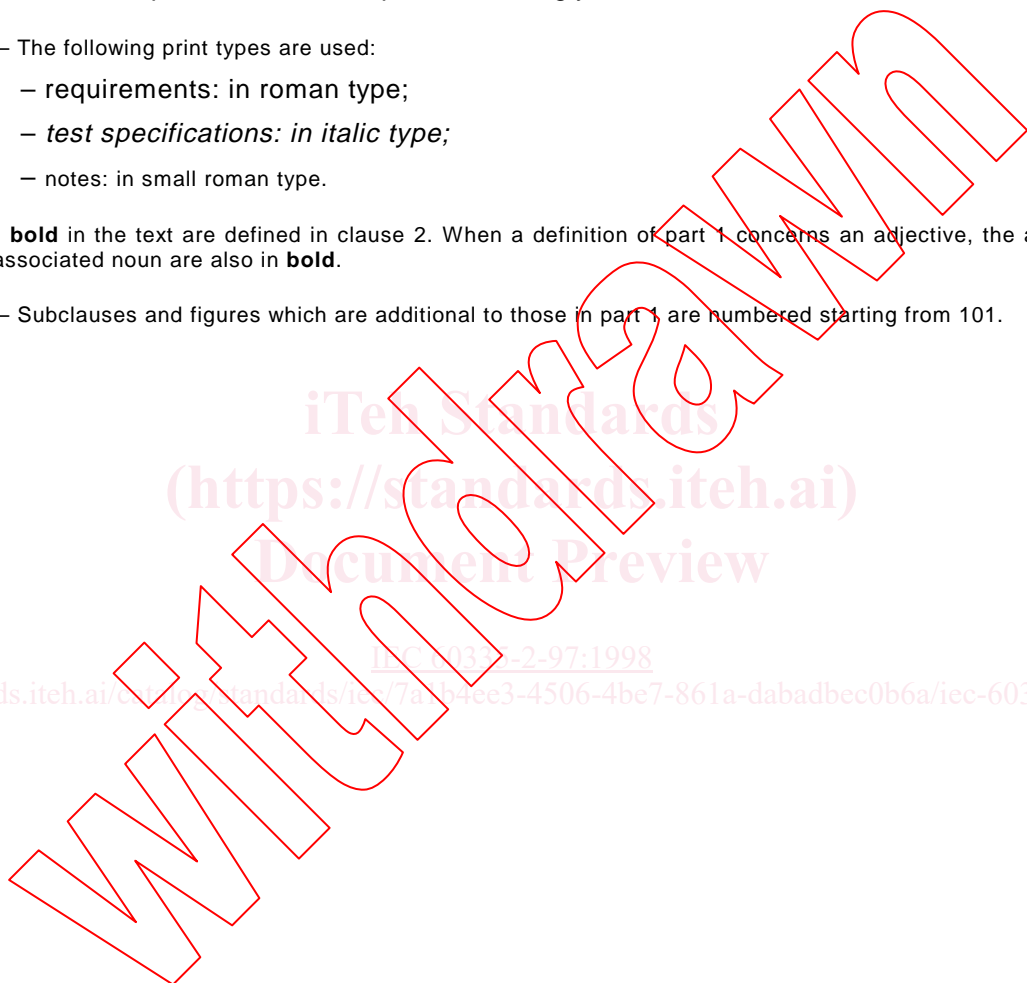 – The following print types are used:
– requirements: in roman type;
– test specifications: in italic type;
– notes: in small roman type.
bold in the text are defined in clause 2. When a definition of part 1 concerns an adjective, the a
associated noun are also in bold.
– Subclauses and figures which are additional to those in part 1 are numbered starting from 101.
iTeh Standards
(https://standards.iteh.ai)
Document Preview
IEC 60335-2-97:1998
ds.iteh.ai/catalog/standards/iec/7a1b4ee3-4506-4be7-861a-dabadbec0b6a/iec-603
withdrawn